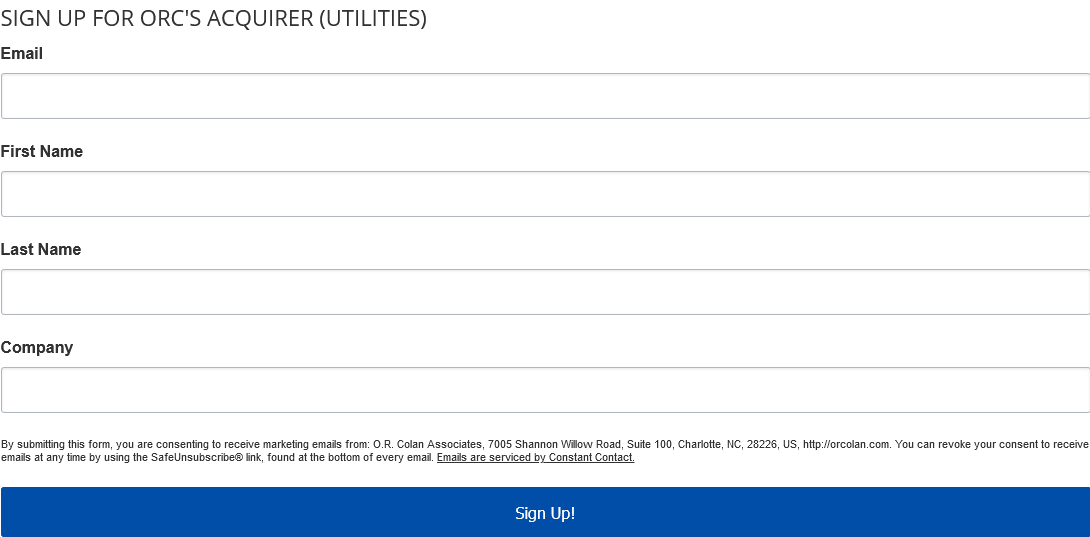 SIGN UP FOR ORC'S ACQUIRER (UTILITIES)
Email
First Name
Last Name
Company
By submitting this form, you are consenting to receive marketing emails from: O.R. Colan Associates, 7005 Shannon Willow Road, Suite 100, Charlotte, NC, 28226, US, http://orcolan.com. You can revoke your consent to receive
emails at any time by using the SafeUnsubscribe® link, found at the bottom of every email. Emails are serviced by Constant Contact.
Sign Up!